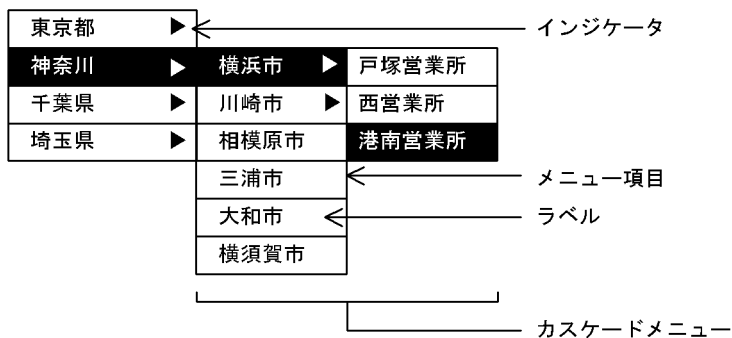 東京都 ▶ インジケータ
神奈川 ▶ 横浜市 ▶ 戸塚営業所
千葉県 ▶ 川崎市 ▶ 西営業所
埼玉県 ▶ 相模原市 港南営業所
三浦市 メニュー項目
大和市 ラベル
横須賀市
カスケードメニュー